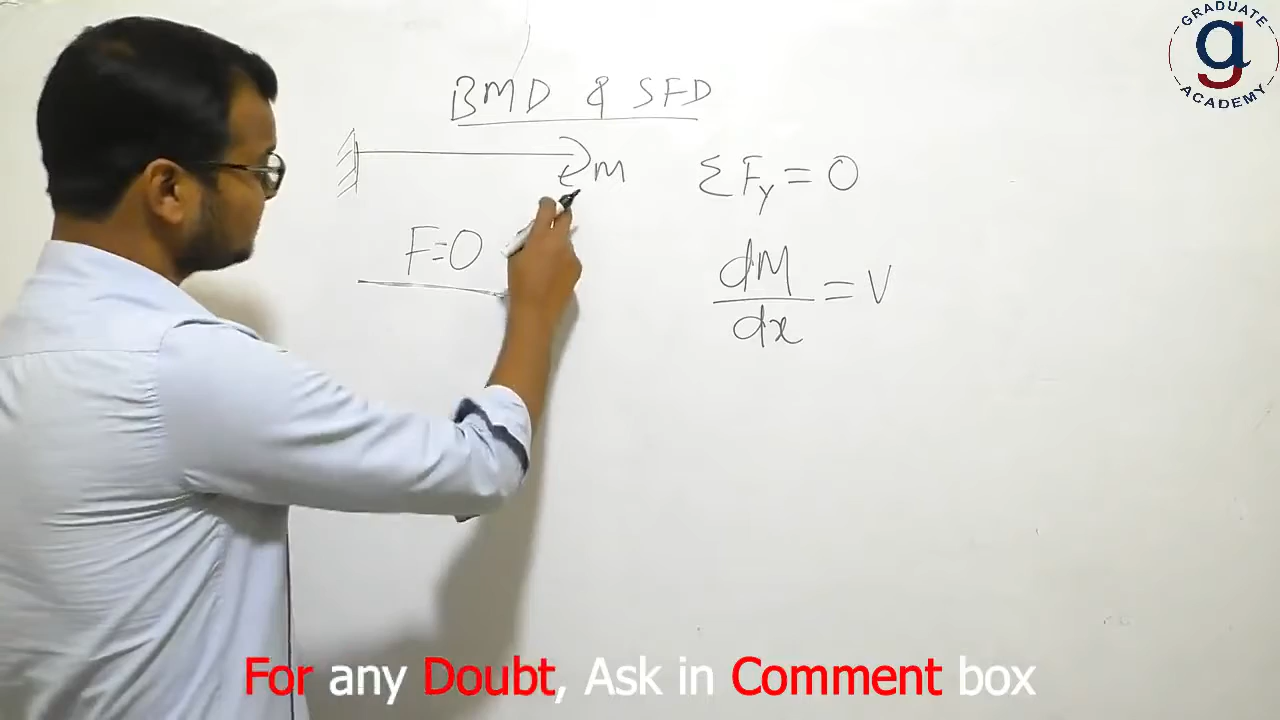 GRADUATE
g
ACADEMY
BMD & SFD
M
ΣFy = 0
F=0
dM/dx = V
For any Doubt, Ask in Comment box